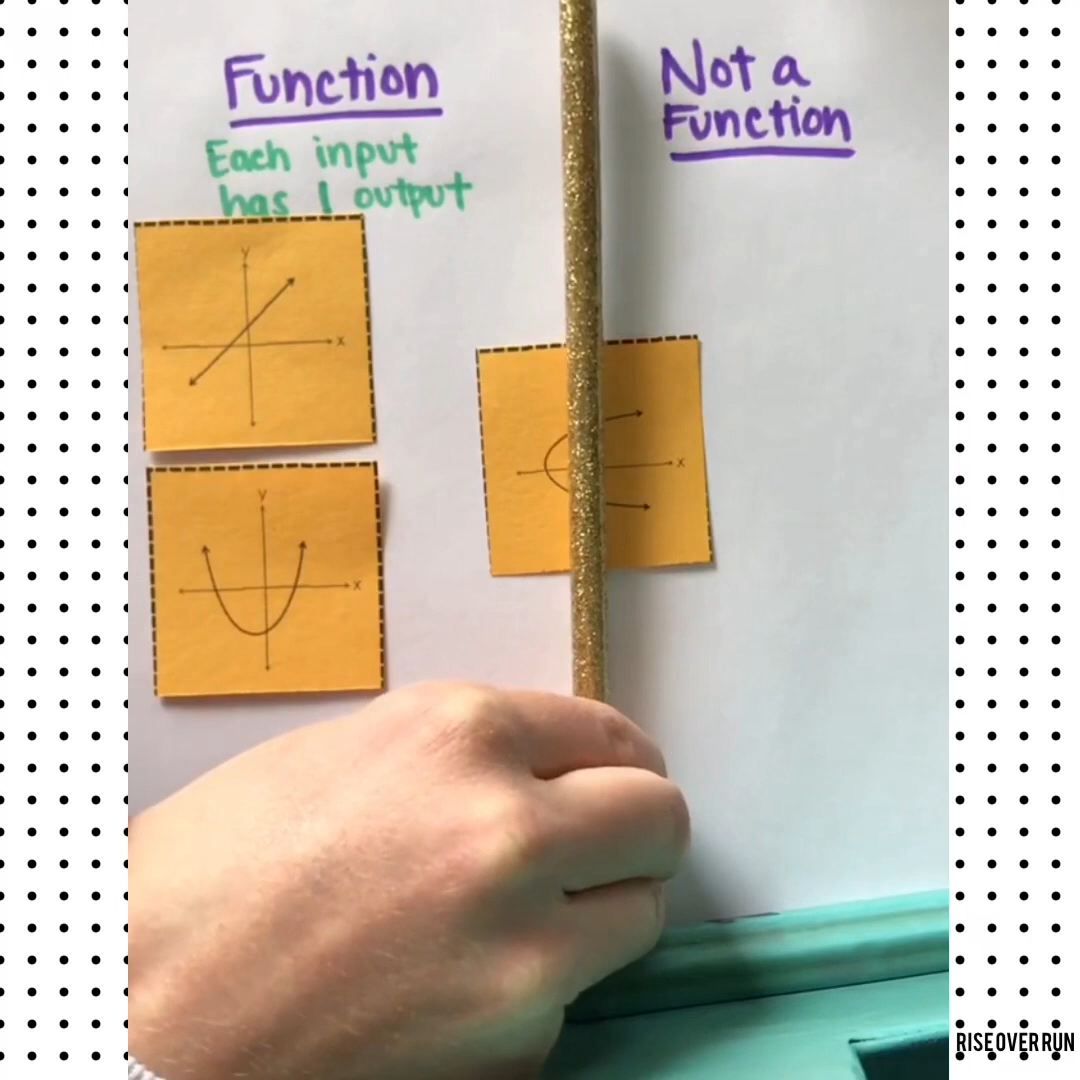 Function
Each input
has 1 output
Not a
Function
y
x
y
x
x
RISE OVER RUN